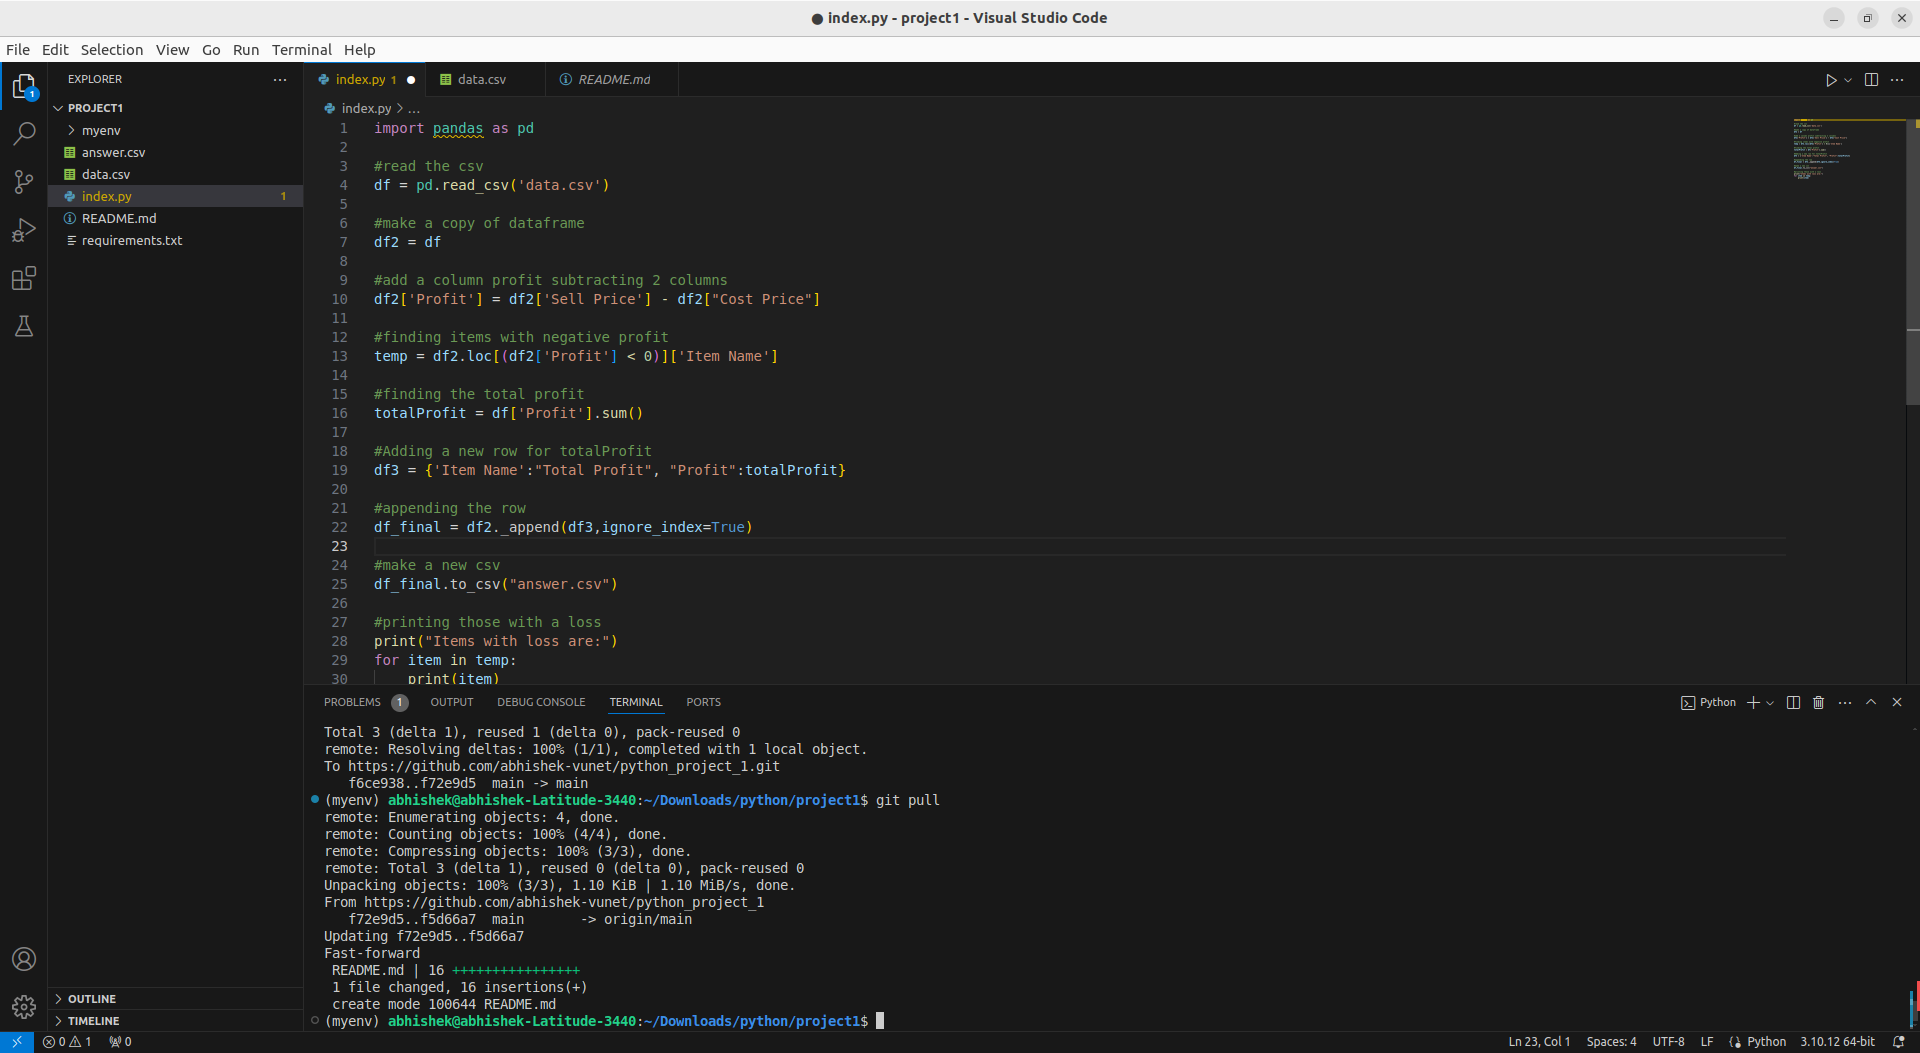 ● index.py - project1 - Visual Studio Code
File Edit Selection View Go Run Terminal Help
EXPLORER ···
PROJECT1
myenv
answer.csv
data.csv
index.py 1
README.md
requirements.txt
OUTLINE
TIMELINE
1
index.py 1 ● data.csv README.md
index.py > ...
1 import pandas as pd
2
3 #read the csv
4 df = pd.read_csv('data.csv')
5
6 #make a copy of dataframe
7 df2 = df
8
9 #add a column profit subtracting 2 columns
10 df2['Profit'] = df2['Sell Price'] - df2["Cost Price"]
11
12 #finding items with negative profit
13 temp = df2.loc[(df2['Profit'] < 0)]['Item Name']
14
15 #finding the total profit
16 totalProfit = df['Profit'].sum()
17
18 #Adding a new row for totalProfit
19 df3 = {'Item Name':"Total Profit", "Profit":totalProfit}
20
21 #appending the row
22 df_final = df2._append(df3,ignore_index=True)
23
24 #make a new csv
25 df_final.to_csv("answer.csv")
26
27 #printing those with a loss
28 print("Items with loss are:")
29 for item in temp:
30     print(item)
PROBLEMS 1 OUTPUT DEBUG CONSOLE TERMINAL PORTS Python
Total 3 (delta 1), reused 1 (delta 0), pack-reused 0
remote: Resolving deltas: 100% (1/1), completed with 1 local object.
To https://github.com/abhishek-vunet/python_project_1.git
   f6ce938..f72e9d5  main -> main
(myenv) abhishek@abhishek-Latitude-3440:~/Downloads/python/project1$ git pull
remote: Enumerating objects: 4, done.
remote: Counting objects: 100% (4/4), done.
remote: Compressing objects: 100% (3/3), done.
remote: Total 3 (delta 1), reused 0 (delta 0), pack-reused 0
Unpacking objects: 100% (3/3), 1.10 KiB | 1.10 MiB/s, done.
From https://github.com/abhishek-vunet/python_project_1
   f72e9d5..f5d66a7  main       -> origin/main
Updating f72e9d5..f5d66a7
Fast-forward
 README.md | 16 ++++++++++++++++
 1 file changed, 16 insertions(+)
 create mode 100644 README.md
(myenv) abhishek@abhishek-Latitude-3440:~/Downloads/python/project1$
0 1 0 Ln 23, Col 1 Spaces: 4 UTF-8 LF {} Python 3.10.12 64-bit